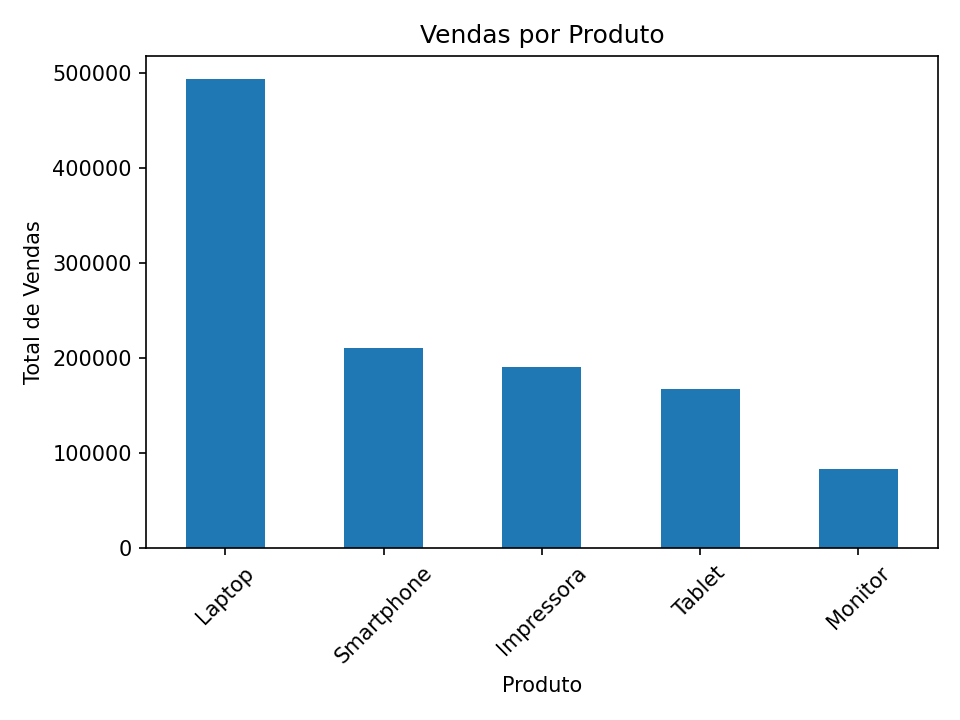 Vendas por Produto
Total de Vendas
500000
400000
300000
200000
100000
0
Laptop
Smartphone
Impressora
Tablet
Monitor
Produto